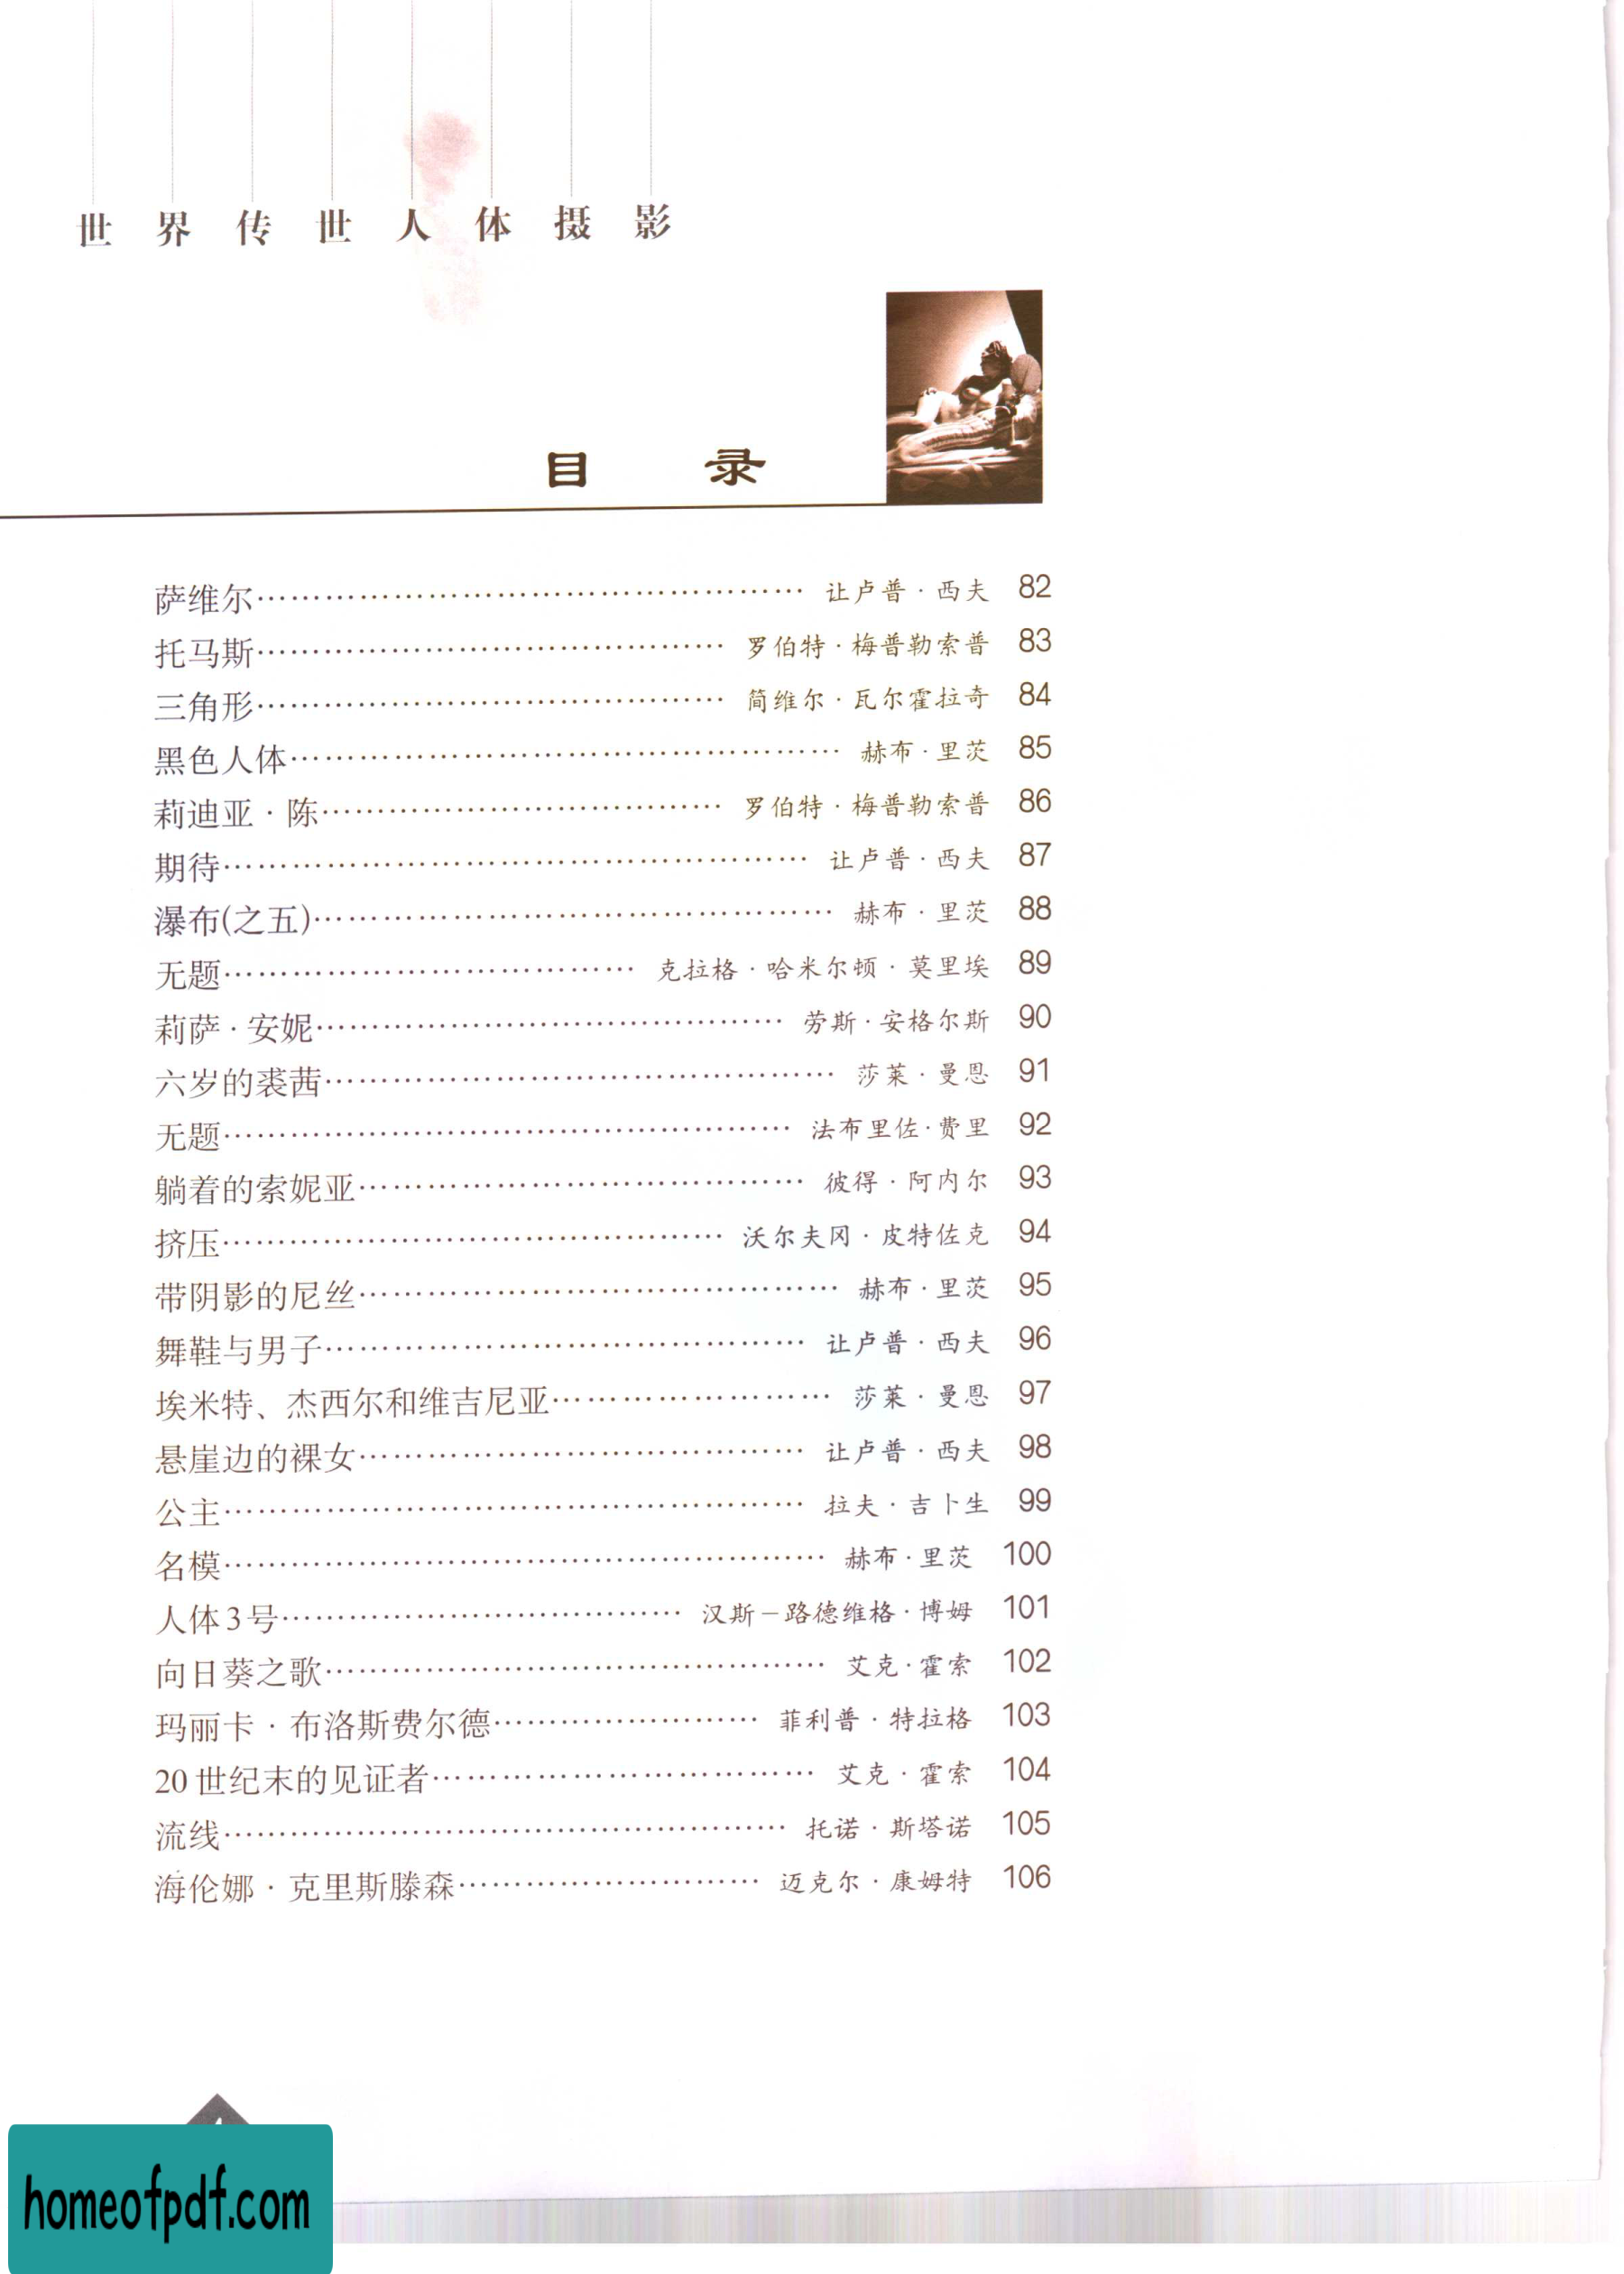 世界传世人体摄影
目录
萨维尔…… 让卢普·西夫 82
托马斯…… 罗伯特·梅普勒索普 83
三角形…… 简维尔·瓦尔霍拉奇 84
黑色人体…… 赫布·里茨 85
莉迪亚·陈…… 罗伯特·梅普勒索普 86
期待…… 让卢普·西夫 87
瀑布(之五)…… 赫布·里茨 88
无题…… 克拉格·哈米尔顿·莫里埃 89
莉萨·安妮…… 劳斯·安格尔斯 90
六岁的裘茜…… 莎莱·曼恩 91
无题…… 法布里佐·费里 92
躺着的索妮亚…… 彼得·阿内尔 93
挤压…… 沃尔夫冈·皮特佐克 94
带阴影的尼丝…… 赫布·里茨 95
舞鞋与男子…… 让卢普·西夫 96
埃米特、杰西尔和维吉尼亚…… 莎莱·曼恩 97
悬崖边的裸女…… 让卢普·西夫 98
公主…… 拉夫·吉卜生 99
名模…… 赫布·里茨 100
人体3号…… 汉斯-路德维格·博姆 101
向日葵之歌…… 艾克·霍索 102
玛丽卡·布洛斯费尔德…… 菲利普·特拉格 103
20世纪末的见证者…… 艾克·霍索 104
流线…… 托诺·斯塔诺 105
海伦娜·克里斯滕森…… 迈克尔·康姆特 106
homeofpdf.com